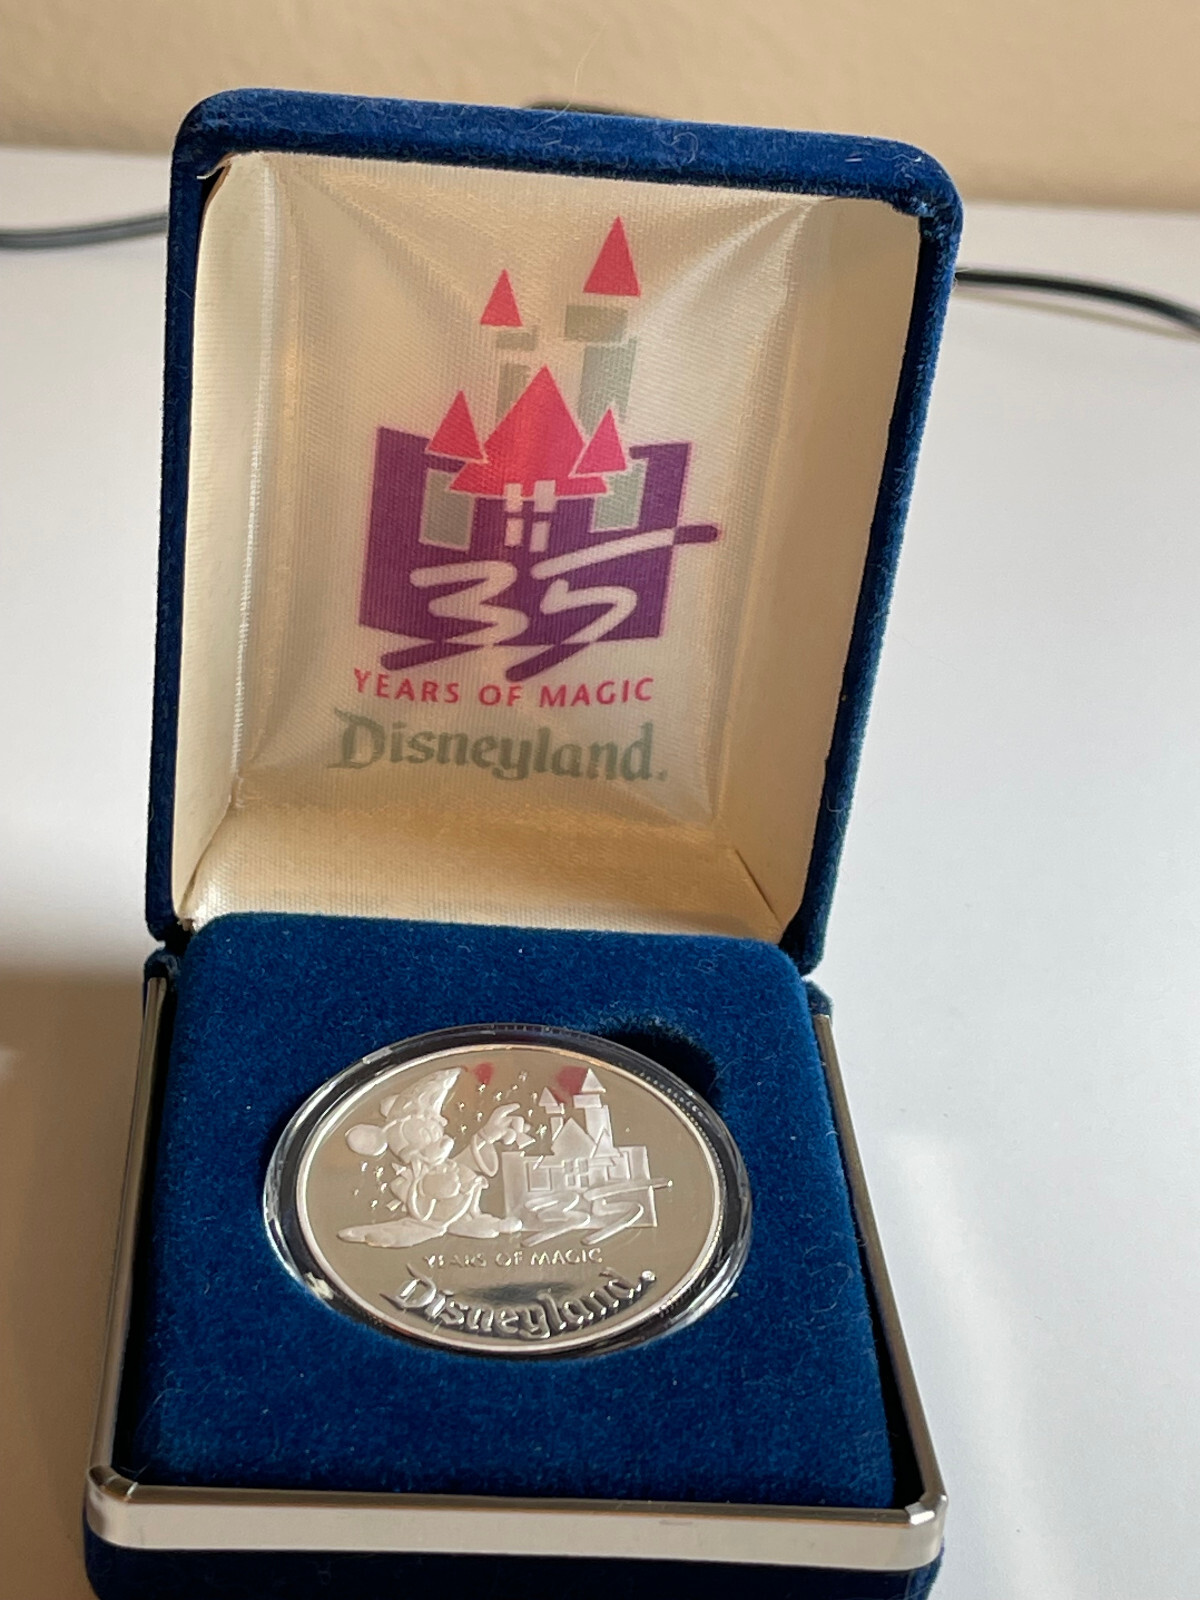 35
YEARS OF MAGIC
Disneyland.
35
YEARS OF MAGIC
Disneyland.